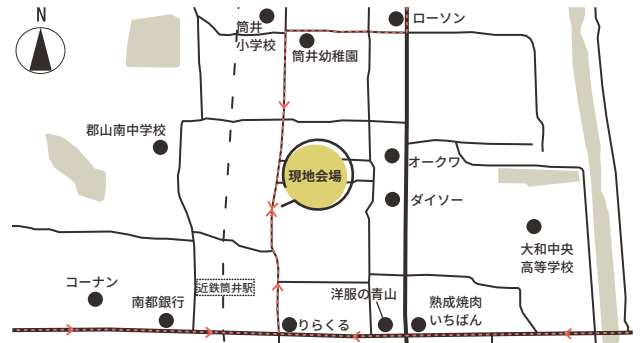 N
筒井
小学校
ローソン
筒井幼稚園
郡山南中学校
オークワ
現地会場
ダイソー
大和中央
高等学校
コーナン
近鉄筒井駅
南都銀行
洋服の青山
熟成焼肉
いちばん
りらくる